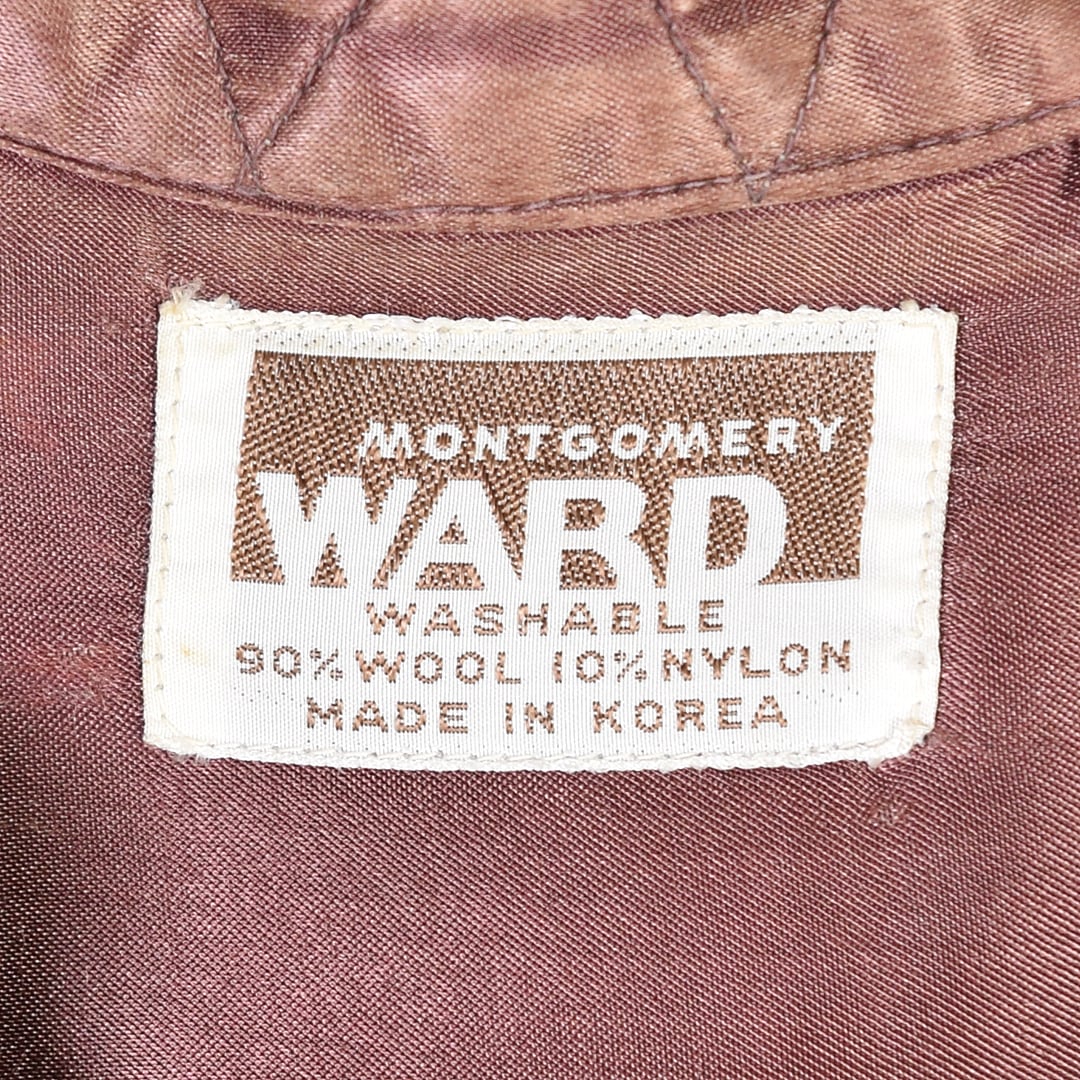 MONTGOMERY
WARD
WASHABLE
90% WOOL 10% NYLON
MADE IN KOREA